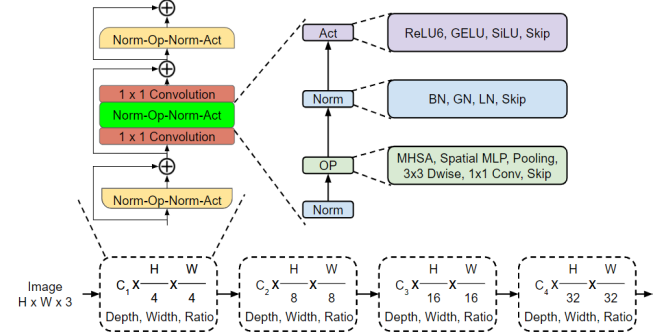 Norm-Op-Norm-Act
1 x 1 Convolution
Norm-Op-Norm-Act
1 x 1 Convolution
Norm-Op-Norm-Act
Act
ReLU6, GELU, SiLU, Skip
Norm
BN, GN, LN, Skip
OP
MHSA, Spatial MLP, Pooling,
3x3 Dwise, 1x1 Conv, Skip
Norm
Image
H x W x 3
C1 x H/4 x W/4
Depth, Width, Ratio
C2 x H/8 x W/8
Depth, Width, Ratio
C3 x H/16 x W/16
Depth, Width, Ratio
C4 x H/32 x W/32
Depth, Width, Ratio